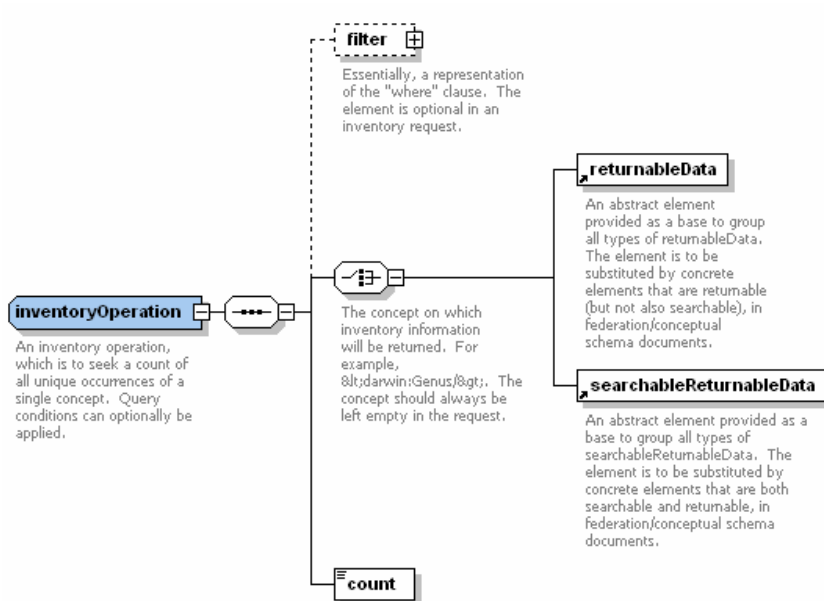 filter
Essentially, a representation
of the "where" clause.  The
element is optional in an
inventory request.
returnableData
An abstract element
provided as a base to group
all types of returnableData.
The element is to be
substituted by concrete
elements that are returnable
(but not also searchable), in
federation/conceptual
schema documents.
inventoryOperation
An inventory operation,
which is to seek a count of
all unique occurrences of a
single concept.  Query
conditions can optionally be
applied.
The concept on which
inventory information
will be returned.  For
example,
&lt;darwin:Genus/&gt;.  The
concept should always be
left empty in the request.
searchableReturnableData
An abstract element provided as a
base to group all types of
searchableReturnableData.  The
element is to be substituted by
concrete elements that are both
searchable and returnable, in
federation/conceptual schema
documents.
count